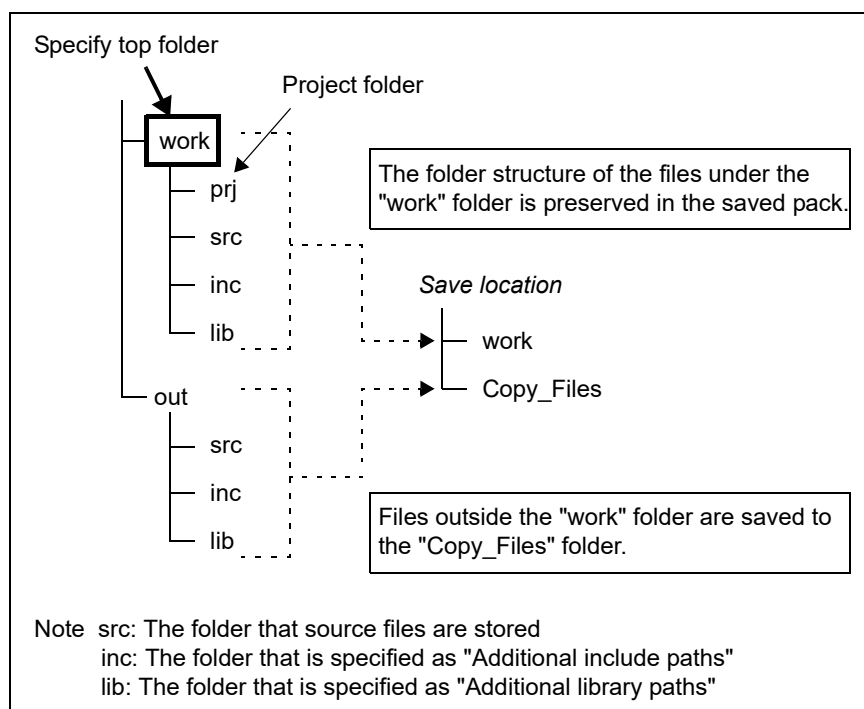 Specify top folder
Project folder
work
prj
src
inc
lib
The folder structure of the files under the
"work" folder is preserved in the saved pack.
Save location
work
Copy_Files
out
src
inc
lib
Files outside the "work" folder are saved to
the "Copy_Files" folder.
Note src: The folder that source files are stored
inc: The folder that is specified as "Additional include paths"
lib: The folder that is specified as "Additional library paths"